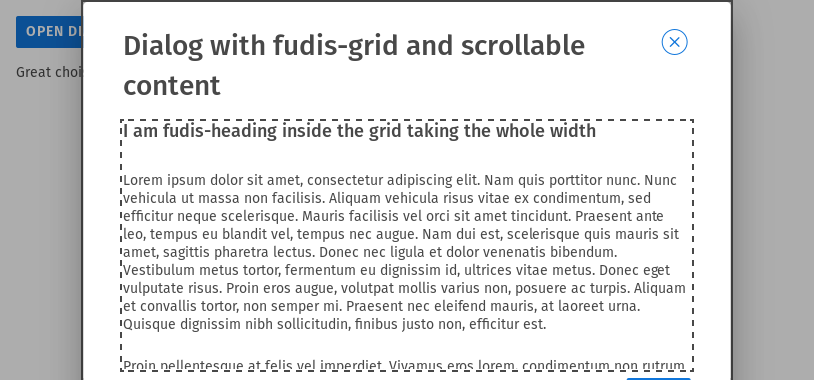 OPEN DI
Great choi
Dialog with fudis-grid and scrollable
content
I am fudis-heading inside the grid taking the whole width
Lorem ipsum dolor sit amet, consectetur adipiscing elit. Nam quis porttitor nunc. Nunc
vehicula ut massa non facilisis. Aliquam vehicula risus vitae ex condimentum, sed
efficitur neque scelerisque. Mauris facilisis vel orci sit amet tincidunt. Praesent ante
leo, tempus eu blandit vel, tempus nec augue. Nam dui est, scelerisque quis mauris sit
amet, sagittis pharetra lectus. Donec nec ligula et dolor venenatis bibendum.
Vestibulum metus tortor, fermentum eu dignissim id, ultrices vitae metus. Donec eget
vulputate risus. Proin eros augue, volutpat mollis varius non, posuere ac turpis. Aliquam
et convallis tortor, non semper mi. Praesent nec eleifend mauris, at laoreet urna.
Quisque dignissim nibh sollicitudin, finibus justo non, efficitur est.
Proin pellentesque at felis vel imperdiet. Vivamus eros lorem, condimentum non rutrum